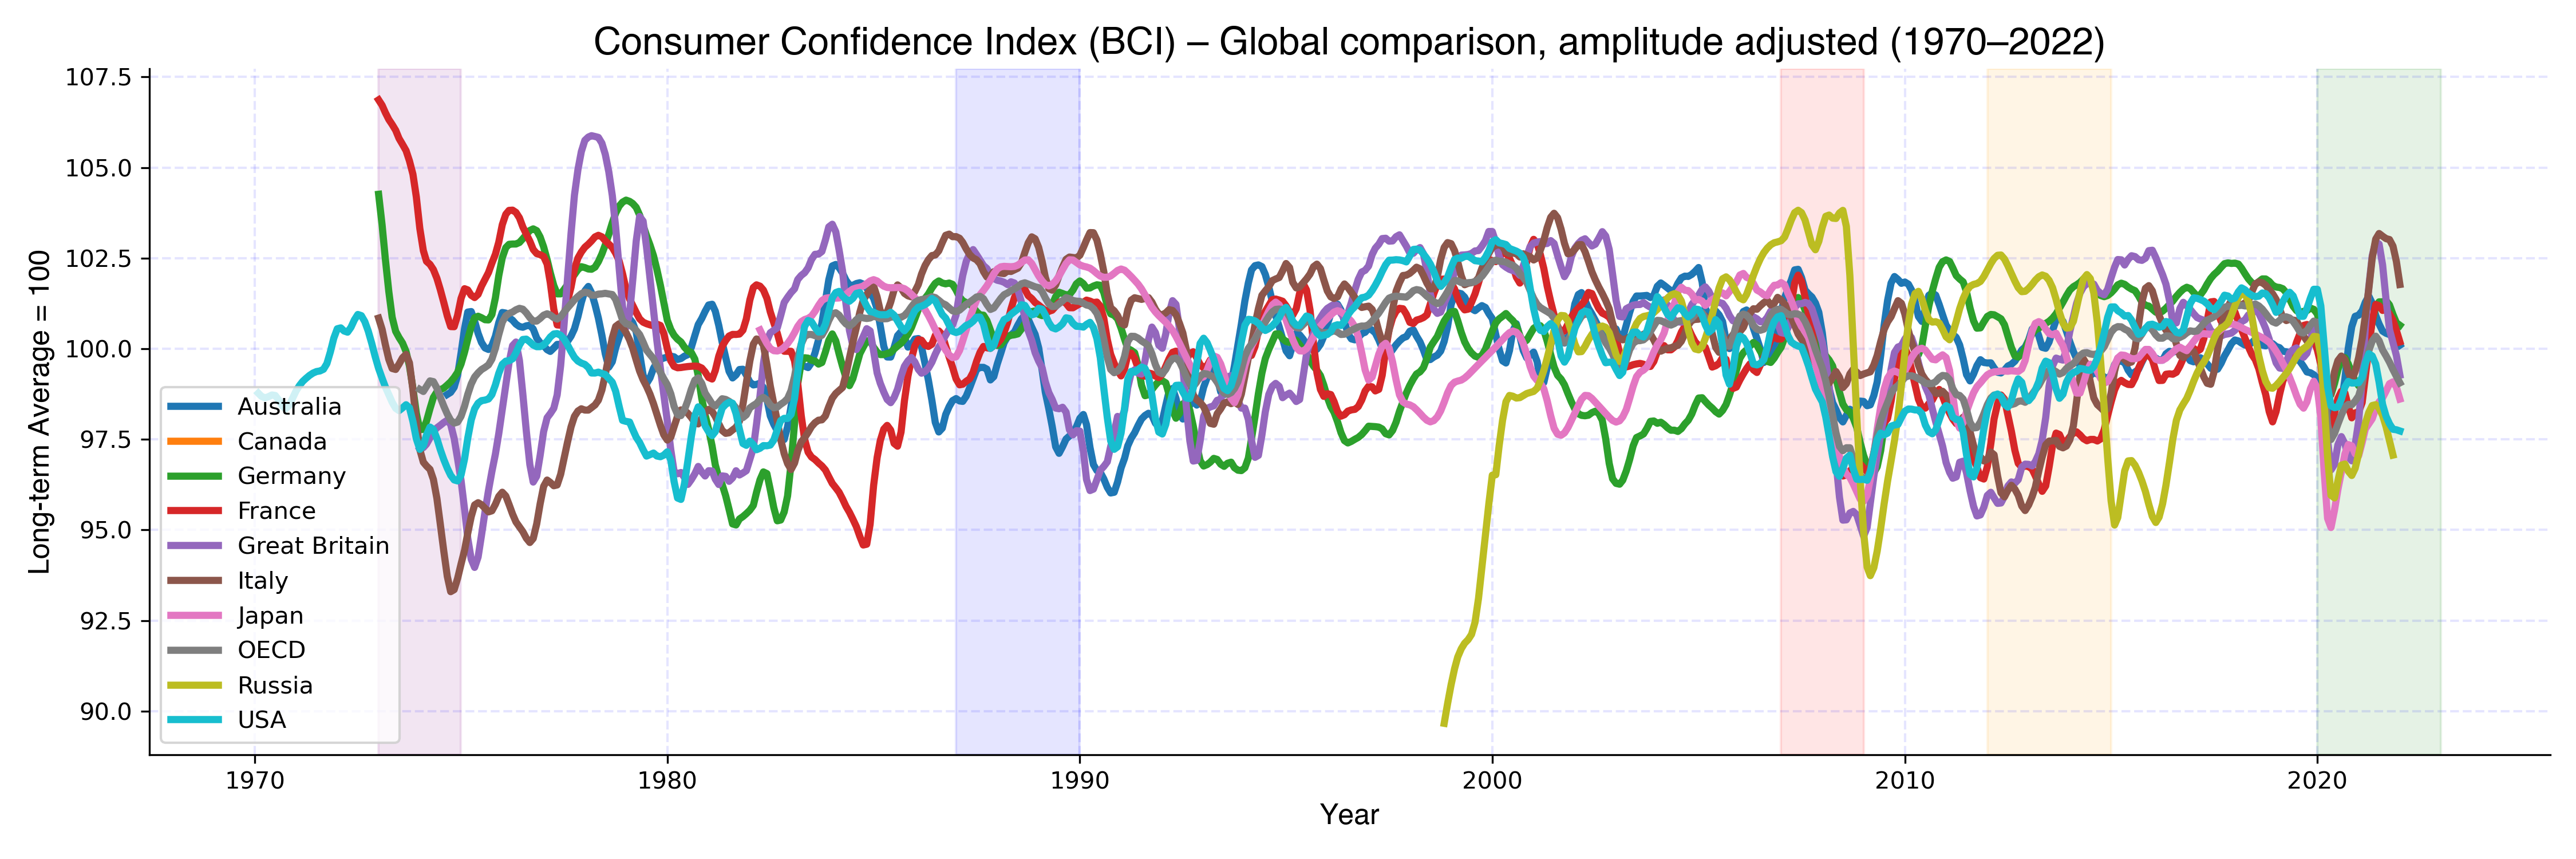 Consumer Confidence Index (BCI) – Global comparison, amplitude adjusted (1970–2022)
107.5
105.0
102.5
100.0
97.5
95.0
92.5
90.0
Long-term Average = 100
Australia
Canada
Germany
France
Great Britain
Italy
Japan
OECD
Russia
USA
1970
1980
1990
2000
2010
2020
Year